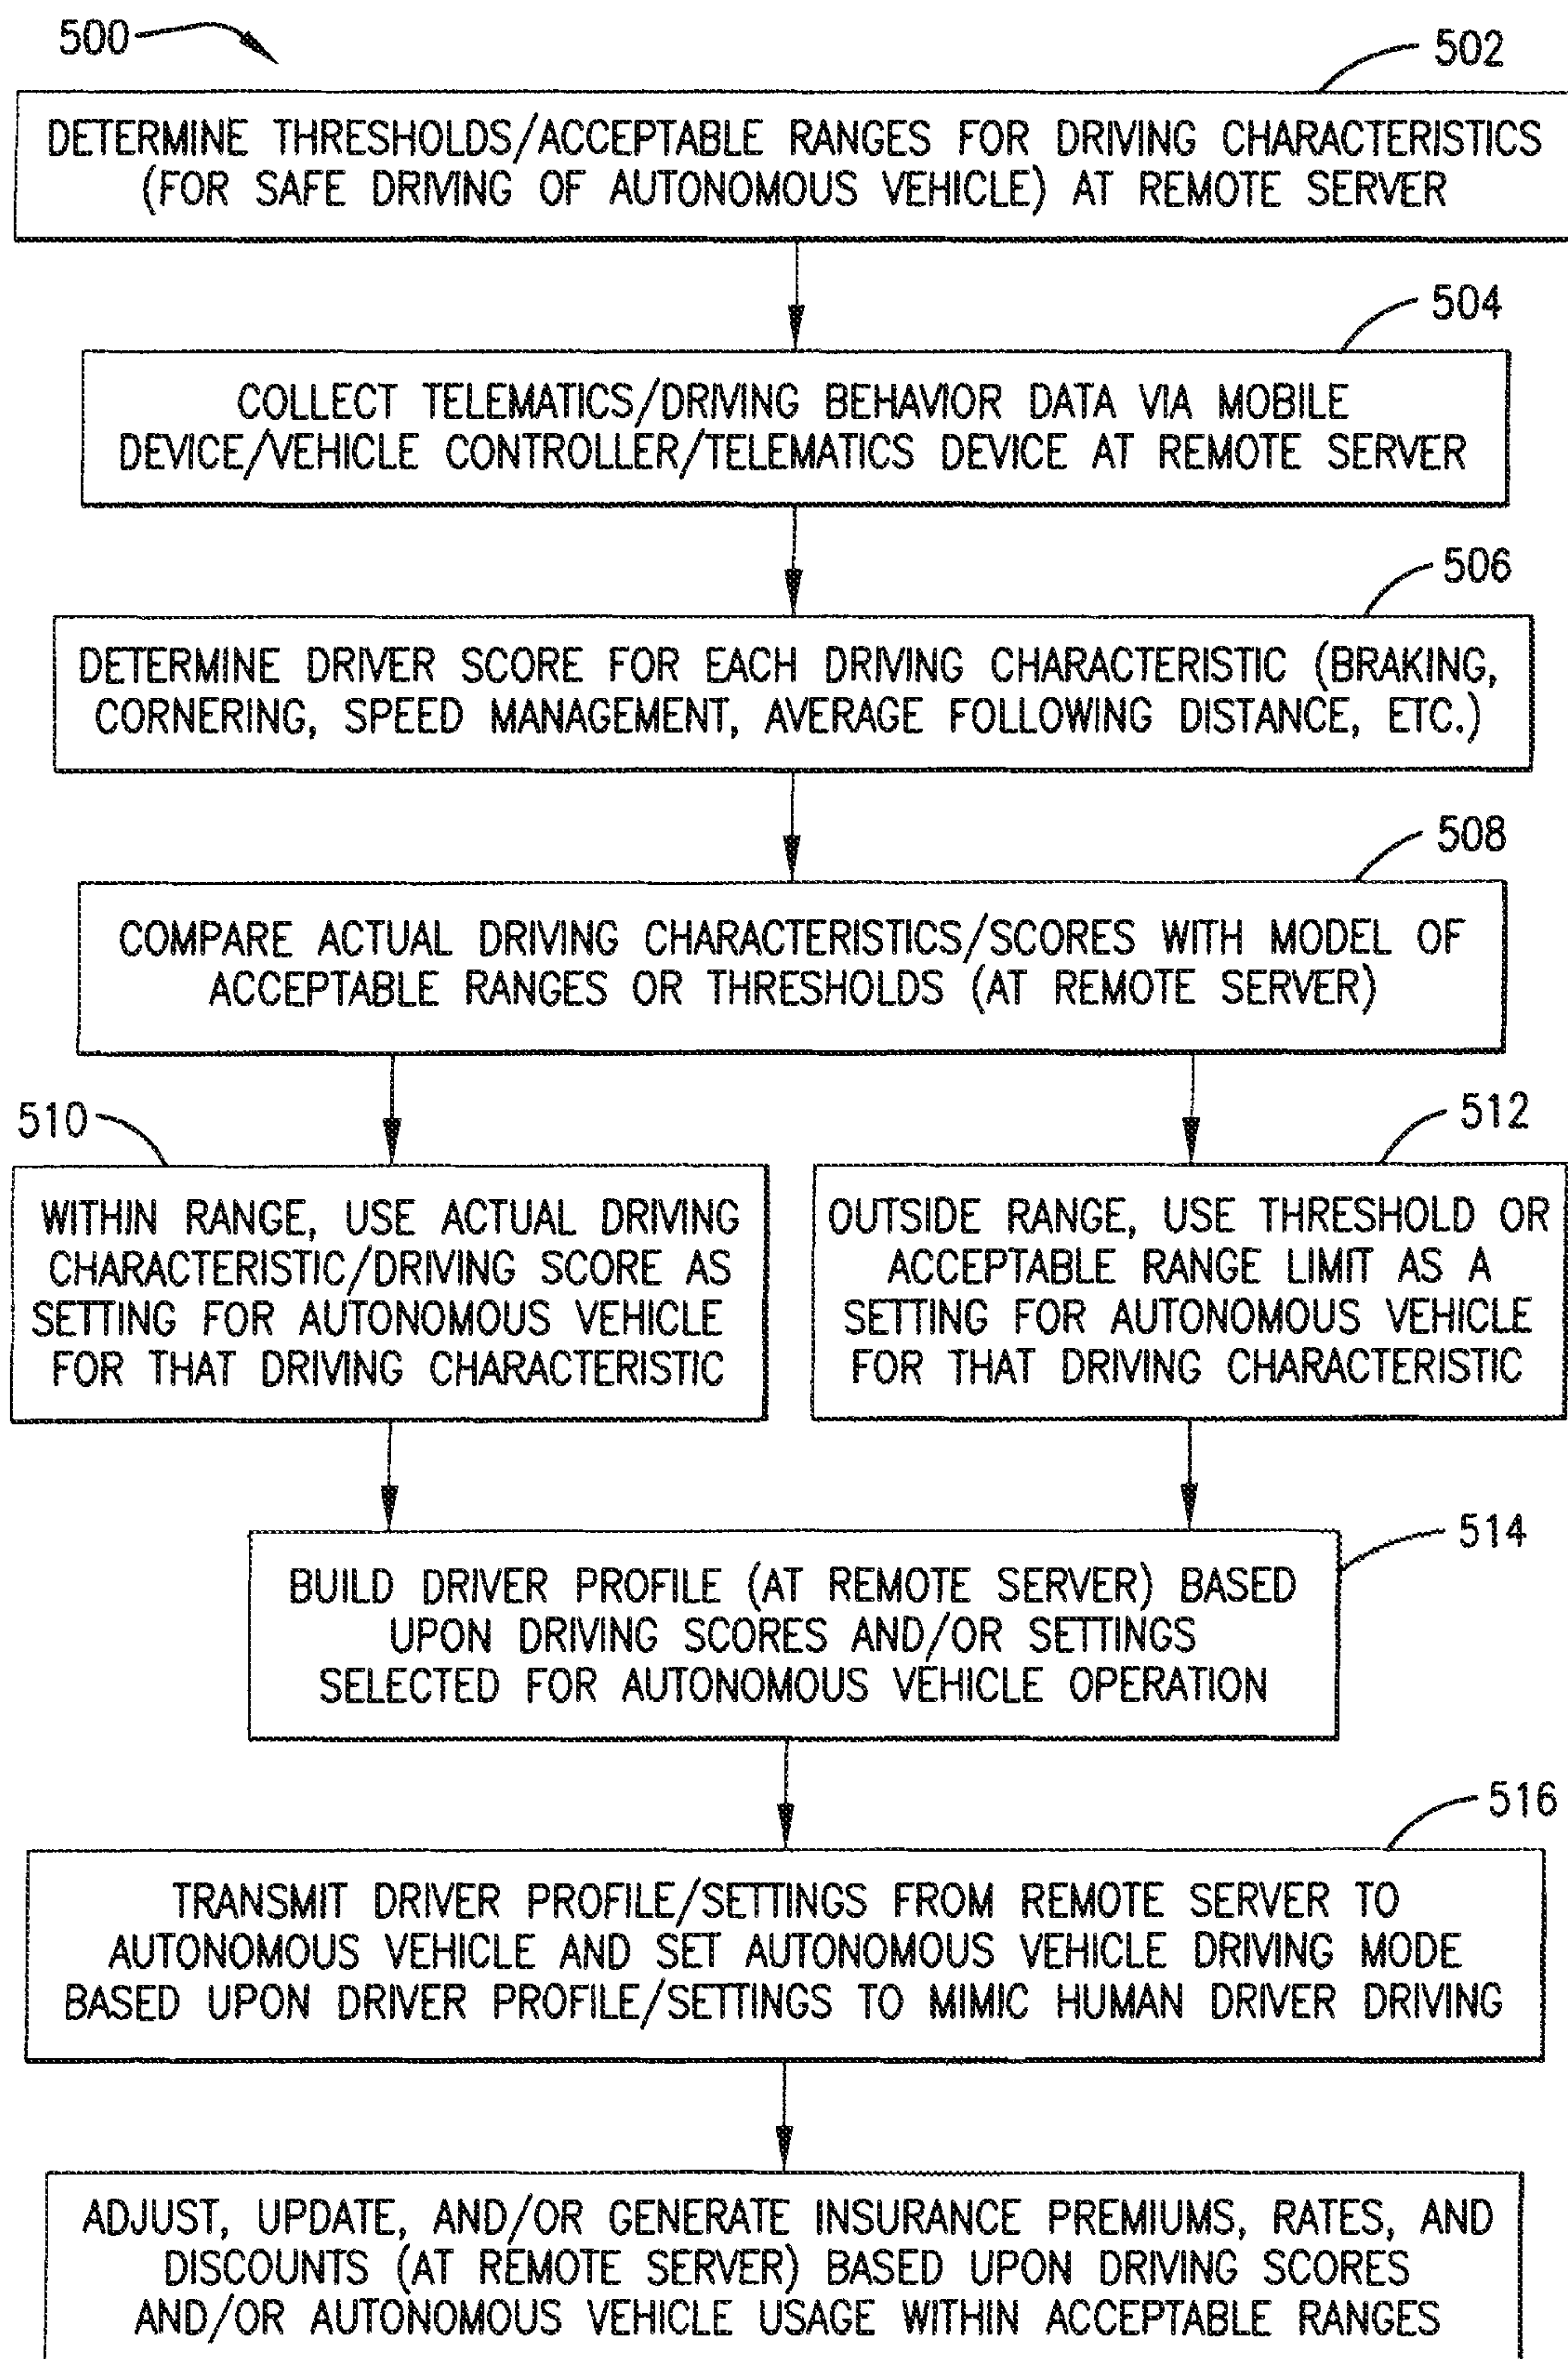 500
502
DETERMINE THRESHOLDS/ACCEPTABLE RANGES FOR DRIVING CHARACTERISTICS
(FOR SAFE DRIVING OF AUTONOMOUS VEHICLE) AT REMOTE SERVER
504
COLLECT TELEMATICS/DRIVING BEHAVIOR DATA VIA MOBILE
DEVICE/VEHICLE CONTROLLER/TELEMATICS DEVICE AT REMOTE SERVER
506
DETERMINE DRIVER SCORE FOR EACH DRIVING CHARACTERISTIC (BRAKING,
CORNERING, SPEED MANAGEMENT, AVERAGE FOLLOWING DISTANCE, ETC.)
508
COMPARE ACTUAL DRIVING CHARACTERISTICS/SCORES WITH MODEL OF
ACCEPTABLE RANGES OR THRESHOLDS (AT REMOTE SERVER)
510
WITHIN RANGE, USE ACTUAL DRIVING
CHARACTERISTIC/DRIVING SCORE AS
SETTING FOR AUTONOMOUS VEHICLE
FOR THAT DRIVING CHARACTERISTIC
512
OUTSIDE RANGE, USE THRESHOLD OR
ACCEPTABLE RANGE LIMIT AS A
SETTING FOR AUTONOMOUS VEHICLE
FOR THAT DRIVING CHARACTERISTIC
514
BUILD DRIVER PROFILE (AT REMOTE SERVER) BASED
UPON DRIVING SCORES AND/OR SETTINGS
SELECTED FOR AUTONOMOUS VEHICLE OPERATION
516
TRANSMIT DRIVER PROFILE/SETTINGS FROM REMOTE SERVER TO
AUTONOMOUS VEHICLE AND SET AUTONOMOUS VEHICLE DRIVING MODE
BASED UPON DRIVER PROFILE/SETTINGS TO MIMIC HUMAN DRIVER DRIVING
ADJUST, UPDATE, AND/OR GENERATE INSURANCE PREMIUMS, RATES, AND
DISCOUNTS (AT REMOTE SERVER) BASED UPON DRIVING SCORES
AND/OR AUTONOMOUS VEHICLE USAGE WITHIN ACCEPTABLE RANGES